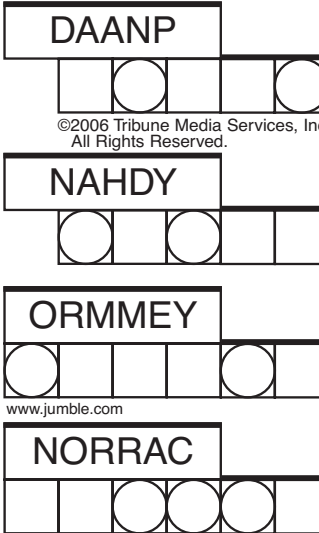 DAANP
©2006 Tribune Media Services, Inc
All Rights Reserved.
NAHDY
ORMMEY
www.jumble.com
NORRAC